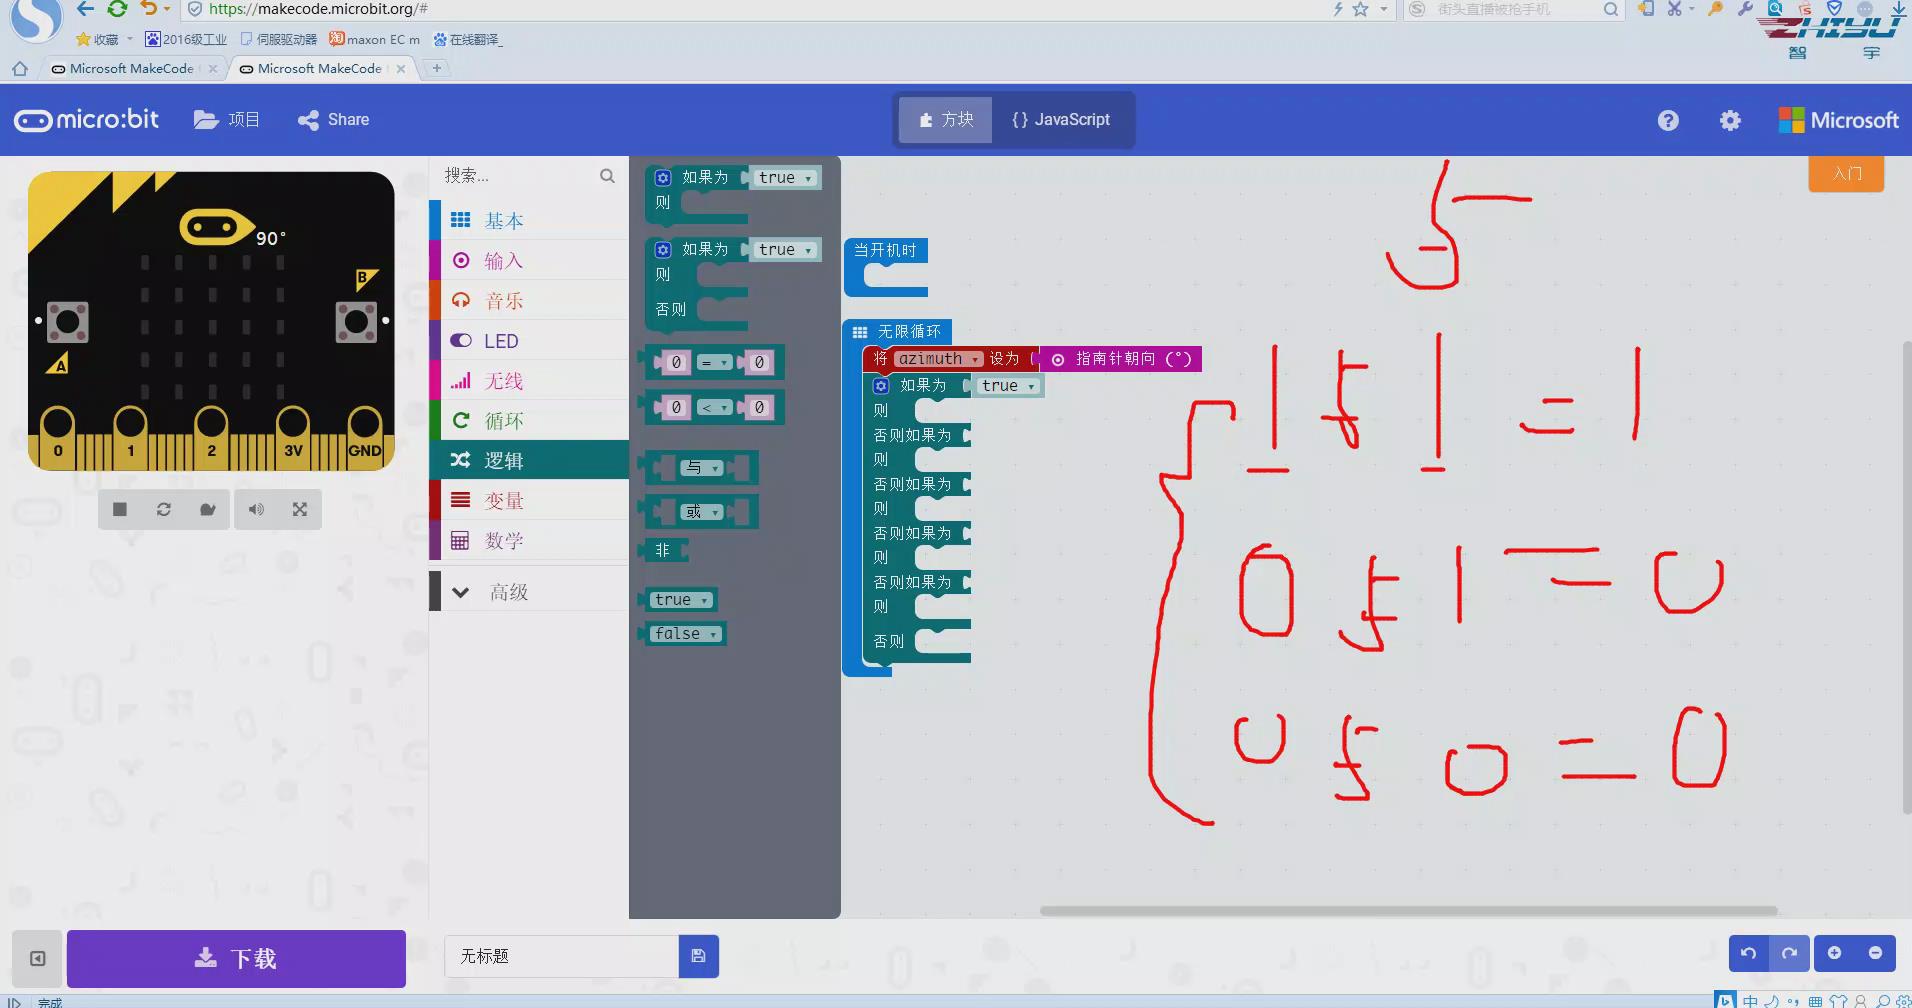 https://makecode.microbit.org/#
街头直播被抢手机
收藏 2016级工业 伺服驱动器 maxon EC m 在线翻译_
ZHIYU
智宇
Microsoft MakeCode
Microsoft MakeCode
micro:bit 项目 Share 方块 {} JavaScript Microsoft
入门
搜索...
基本
输入
音乐
LED
无线
循环
逻辑
变量
数学
高级
90°
B
A
0 1 2 3V GND
如果为 true
则
如果为 true
则
否则
0 = 0
0 < 0
与
或
非
true
false
当开机时
无限循环
将 azimuth 设为 指南针朝向 (°)
如果为 true
则
否则如果为
则
否则如果为
则
否则如果为
则
否则如果为
则
否则
与
1 与 1 = 1
0 与 1 = 0
0 与 0 = 0
下载
无标题
完成
中